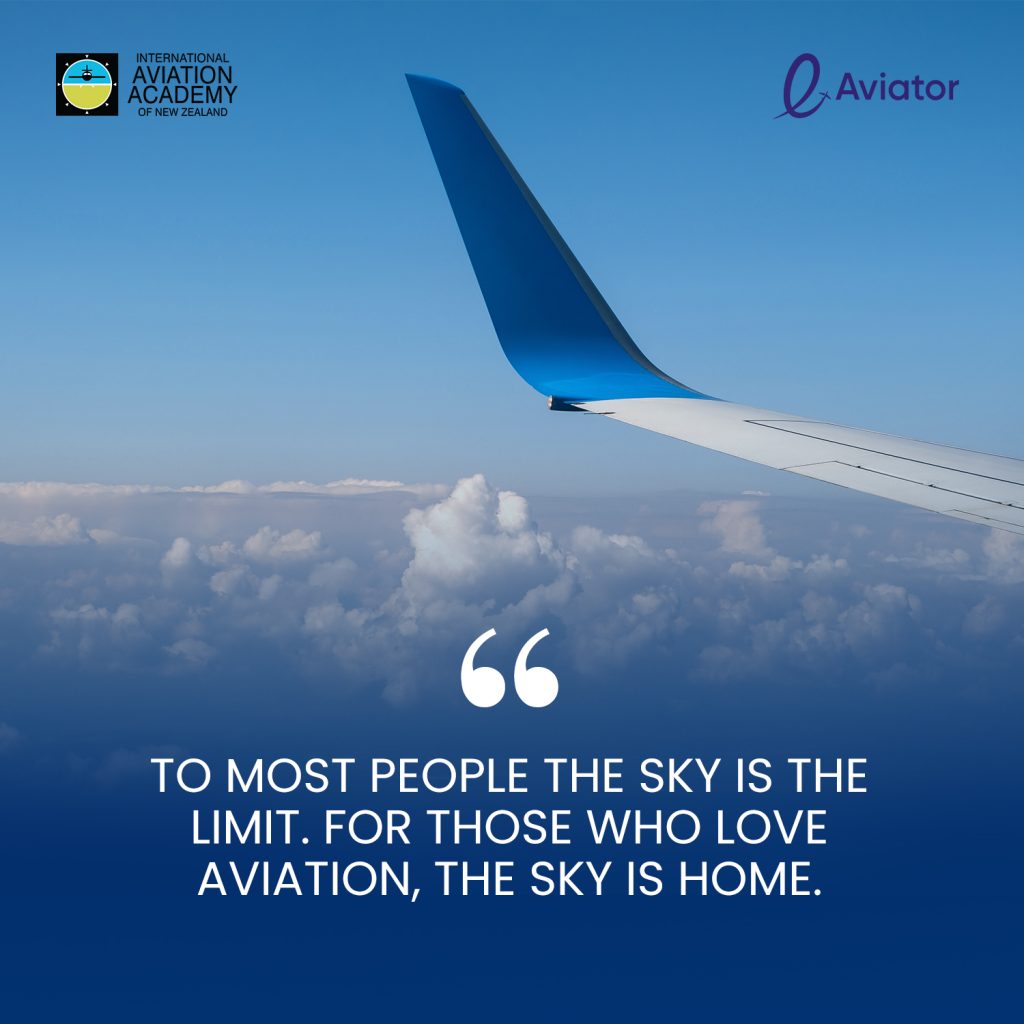 INTERNATIONAL
AVIATION
ACADEMY
OF NEW ZEALAND
Aviator
“
TO MOST PEOPLE THE SKY IS THE
LIMIT. FOR THOSE WHO LOVE
AVIATION, THE SKY IS HOME.